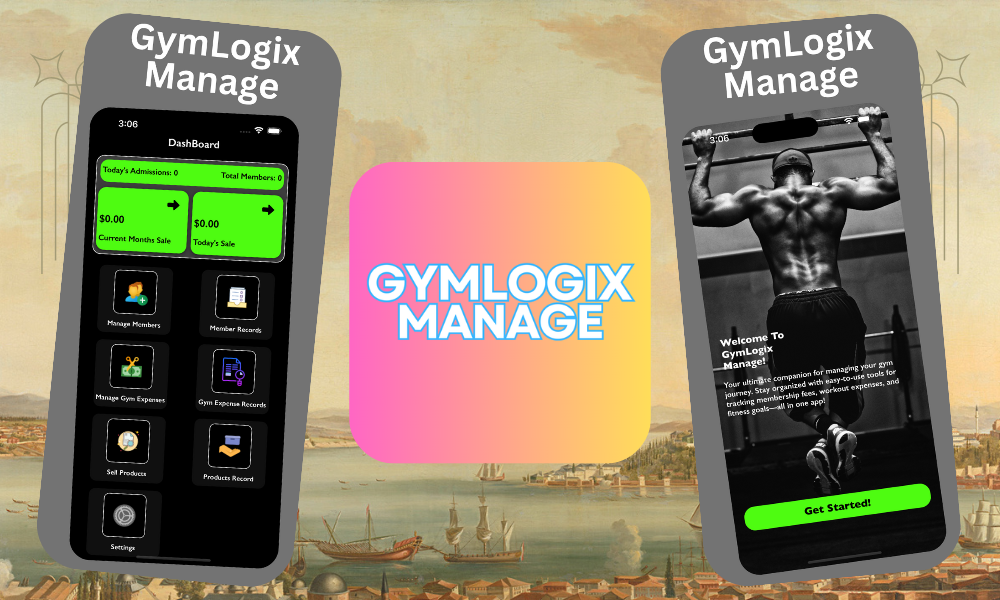 GymLogix
Manage
3:06
DashBoard
Today's Admissions: 0
Total Members: 0
$0.00
Current Months Sale
$0.00
Today's Sale
Manage Members
Member Records
Manage Gym Expenses
Gym Expense Records
Sell Products
Products Record
Settings
GYMLOGIX
MANAGE
GymLogix
Manage
3:06
Welcome To
GymLogix
Manage!
Your ultimate companion for managing your gym
journey. Stay organized with easy-to-use tools for
tracking membership fees, workout expenses, and
fitness goals—all in one app!
Get Started!